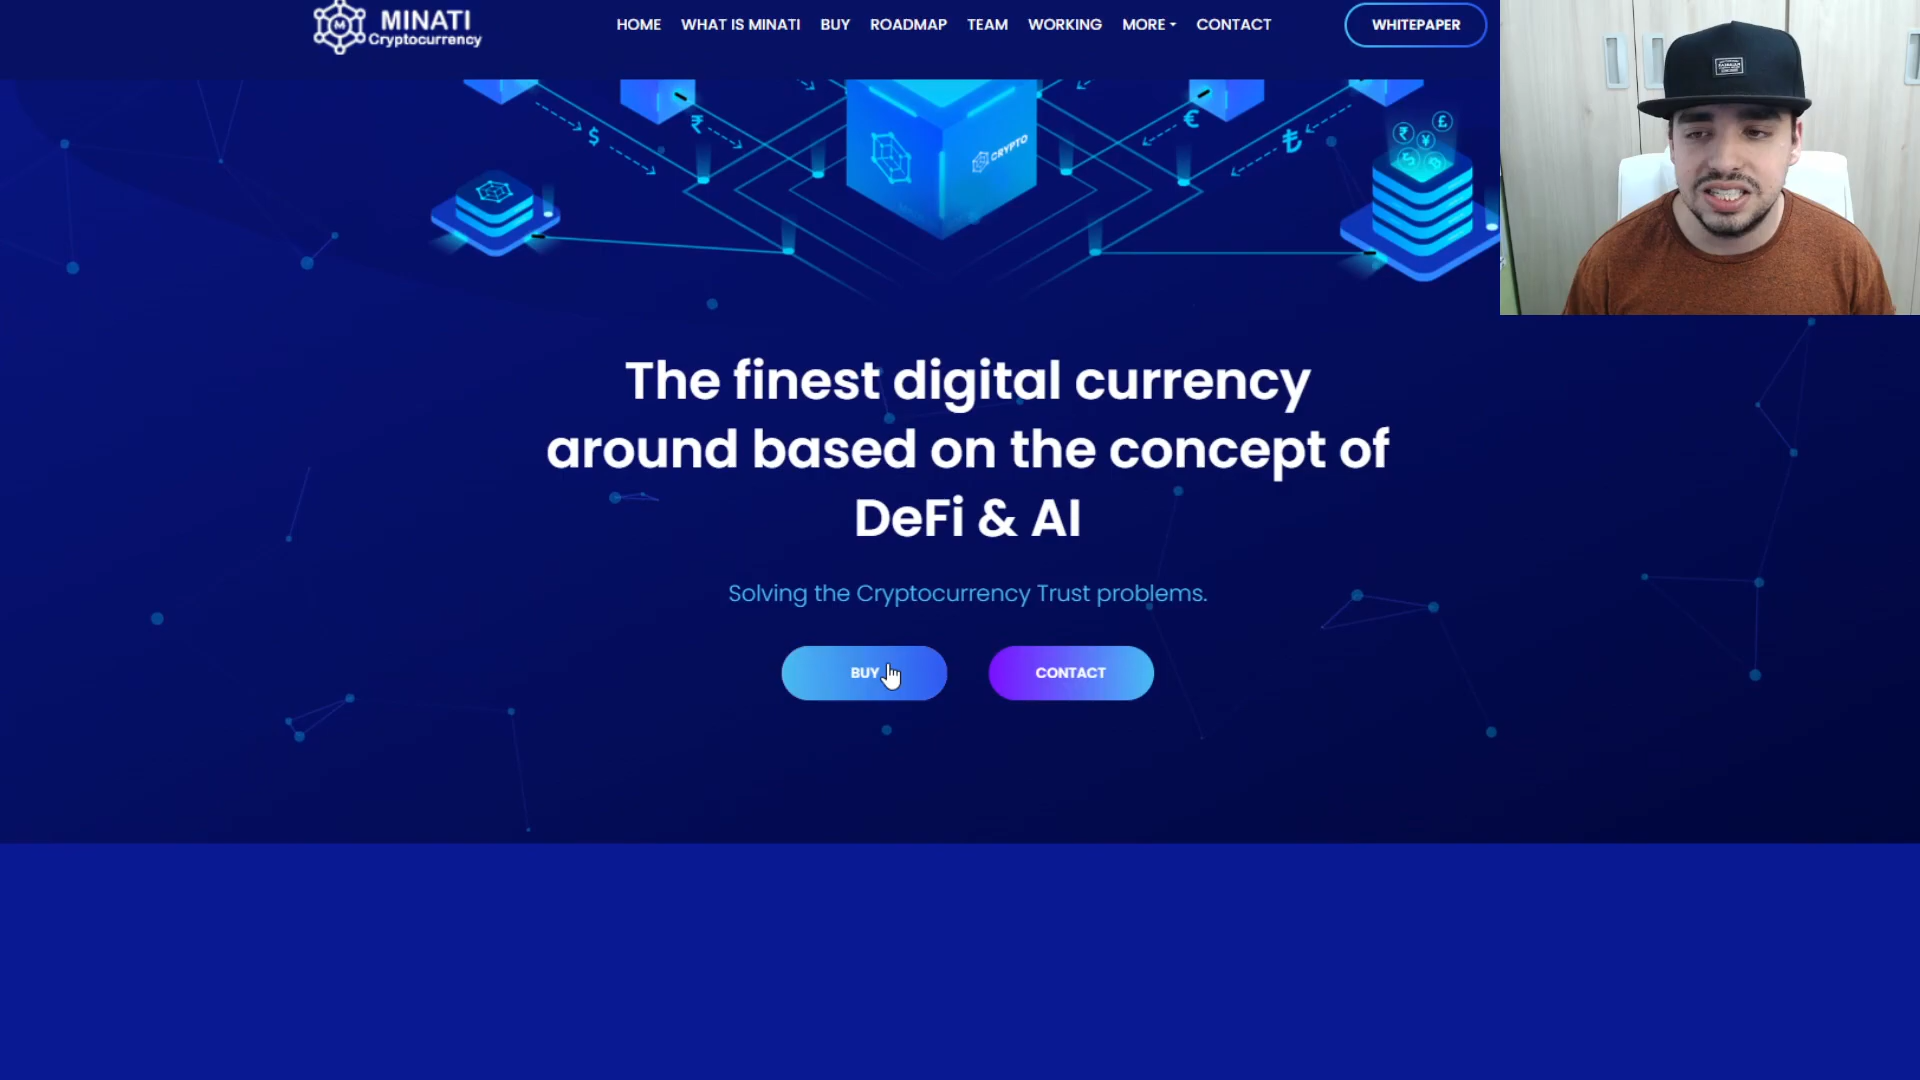 MINATI
Cryptocurrency
HOME
WHAT IS MINATI
BUY
ROADMAP
TEAM
WORKING
MORE
CONTACT
WHITEPAPER
$
₹
€
₺
CRYPTO
₹
£
¥
The finest digital currency
around based on the concept of
DeFi & AI
Solving the Cryptocurrency Trust problems.
BUY
CONTACT